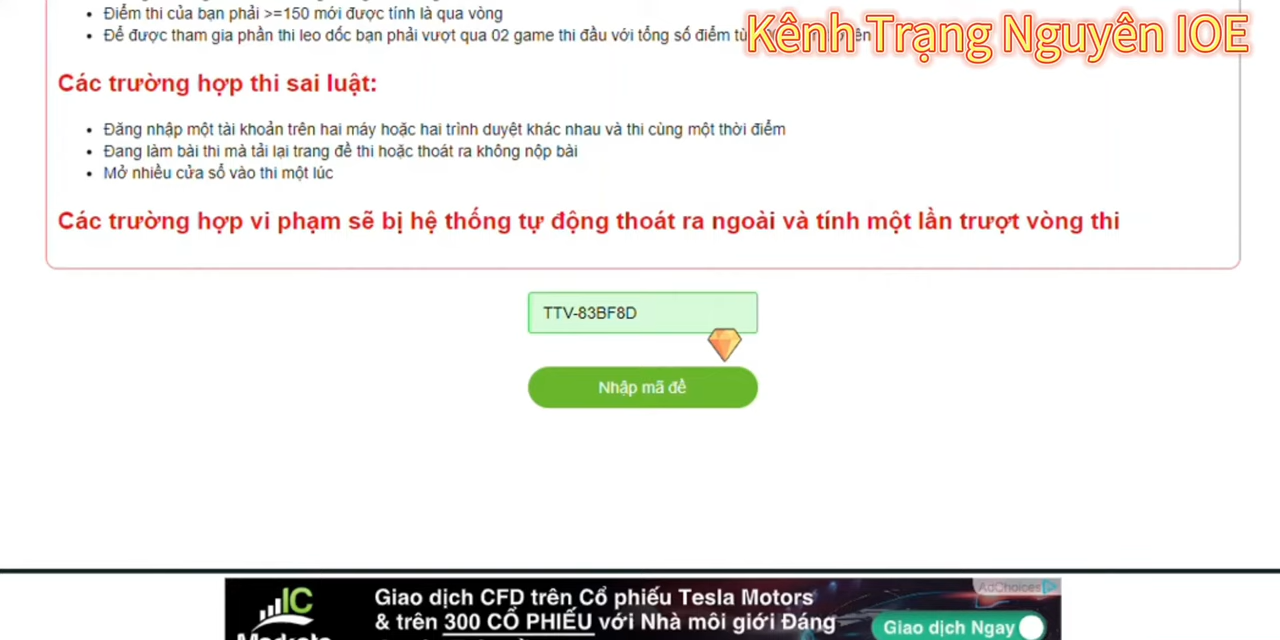 Điểm thi của bạn phải >=150 mới được tính là qua vòng
Để được tham gia phần thi leo dốc bạn phải vượt qua 02 game thi đầu với tổng số điểm
Kênh Trạng Nguyên IOE
Các trường hợp thi sai luật:
Đăng nhập một tài khoản trên hai máy hoặc hai trình duyệt khác nhau và thi cùng một thời điểm
Đang làm bài thi mà tải lại trang đề thi hoặc thoát ra không nộp bài
Mở nhiều cửa sổ vào thi một lúc
Các trường hợp vi phạm sẽ bị hệ thống tự động thoát ra ngoài và tính một lần trượt vòng thi
TTV-83BF8D
Nhập mã đề
AdChoices
IC
Giao dịch CFD trên Cổ phiếu Tesla Motors
& trên 300 CỔ PHIẾU với Nhà môi giới Đáng
Giao dịch Ngay